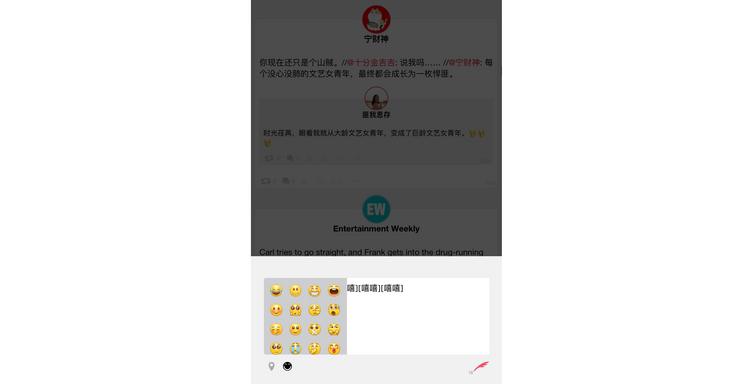 宁财神
你现在还只是个山贼。//@十分金吉吉: 说我吗…… //@宁财神: 每
个没心没肺的文艺女青年，最终都会成长为一枚悍匪。
匪我思存
时光荏苒，眼看我就从大龄文艺女青年，变成了巨龄文艺女青年。
EW
Entertainment Weekly
Carl tries to go straight, and Frank gets into the drug-running
嘻][嘻嘻][嘻嘻]